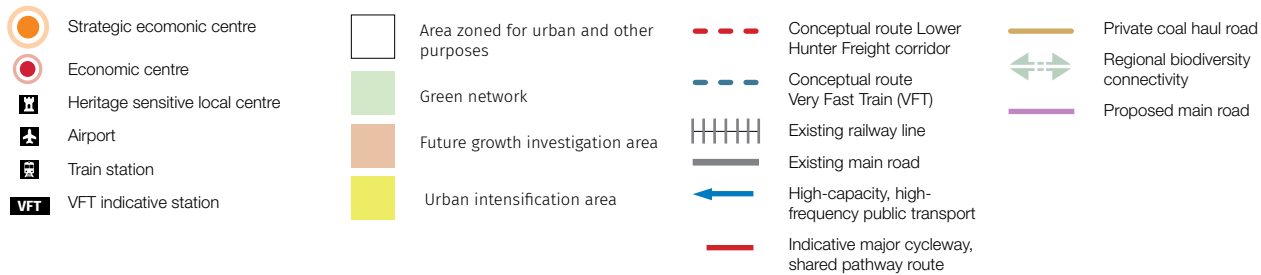 Strategic ecomonic centre
Economic centre
Heritage sensitive local centre
Airport
Train station
VFT
VFT indicative station
Area zoned for urban and other
purposes
Green network
Future growth investigation area
Urban intensification area
Conceptual route Lower
Hunter Freight corridor
Conceptual route
Very Fast Train (VFT)
Existing railway line
Existing main road
High-capacity, high-
frequency public transport
Indicative major cycleway,
shared pathway route
Private coal haul road
Regional biodiversity
connectivity
Proposed main road